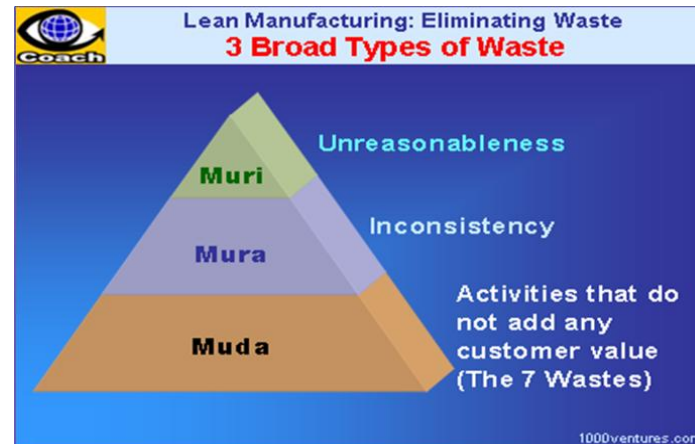 Lean Manufacturing: Eliminating Waste
3 Broad Types of Waste
Coach
Unreasonableness
Muri
Inconsistency
Mura
Activities that do
not add any
customer value
(The 7 Wastes)
Muda
1000ventures.com